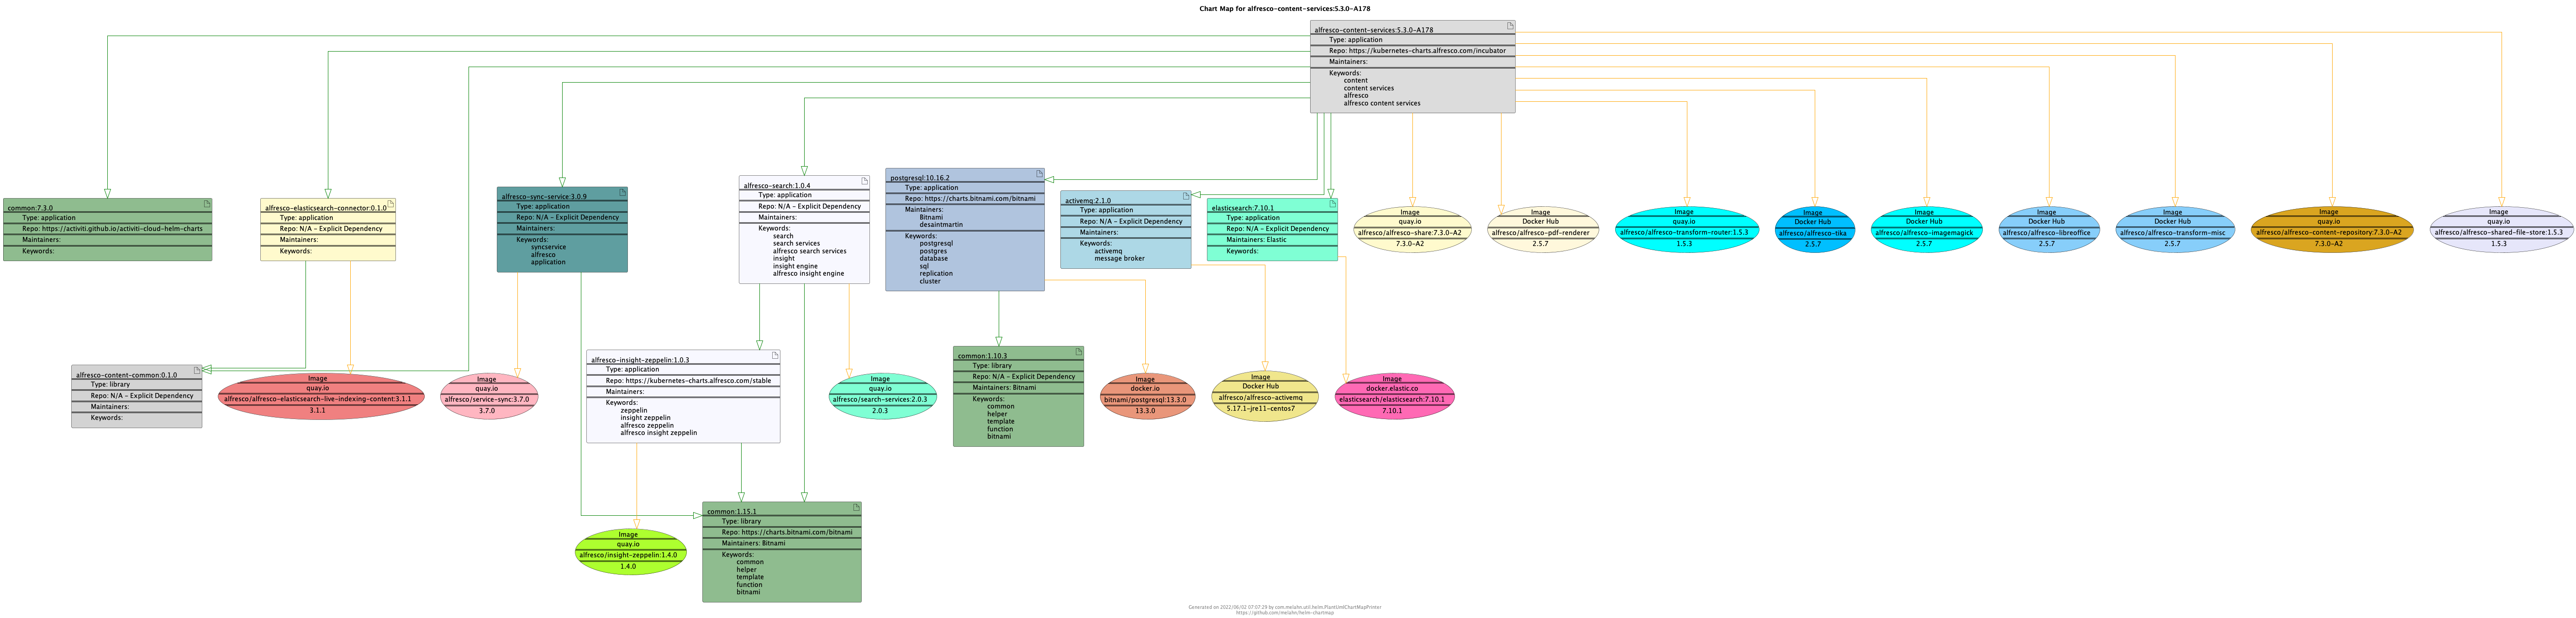 Chart Map for alfresco-content-services:5.3.0-A178
alfresco-content-services:5.3.0-A178
Type: application
Repo: https://kubernetes-charts.alfresco.com/incubator
Maintainers:
Keywords:
content
content services
alfresco
alfresco content services
common:7.3.0
Type: application
Repo: https://activiti.github.io/activiti-cloud-helm-charts
Maintainers:
Keywords:
alfresco-elasticsearch-connector:0.1.0
Type: application
Repo: N/A - Explicit Dependency
Maintainers:
Keywords:
alfresco-sync-service:3.0.9
Type: application
Repo: N/A - Explicit Dependency
Maintainers:
Keywords:
syncservice
alfresco
application
alfresco-search:1.0.4
Type: application
Repo: N/A - Explicit Dependency
Maintainers:
Keywords:
search
search services
alfresco search services
insight
insight engine
alfresco insight engine
postgresql:10.16.2
Type: application
Repo: https://charts.bitnami.com/bitnami
Maintainers:
Bitnami
desaintmartin
Keywords:
postgresql
postgres
database
sql
replication
cluster
activemq:2.1.0
Type: application
Repo: N/A - Explicit Dependency
Maintainers:
Keywords:
activemq
message broker
elasticsearch:7.10.1
Type: application
Repo: N/A - Explicit Dependency
Maintainers: Elastic
Keywords:
Image
quay.io
alfresco/alfresco-share:7.3.0-A2
7.3.0-A2
Image
Docker Hub
alfresco/alfresco-pdf-renderer
2.5.7
Image
quay.io
alfresco/alfresco-transform-router:1.5.3
1.5.3
Image
Docker Hub
alfresco/alfresco-tika
2.5.7
Image
Docker Hub
alfresco/alfresco-imagemagick
2.5.7
Image
Docker Hub
alfresco/alfresco-libreoffice
2.5.7
Image
Docker Hub
alfresco/alfresco-transform-misc
2.5.7
Image
quay.io
alfresco/alfresco-content-repository:7.3.0-A2
7.3.0-A2
Image
quay.io
alfresco/alfresco-shared-file-store:1.5.3
1.5.3
alfresco-content-common:0.1.0
Type: library
Repo: N/A - Explicit Dependency
Maintainers:
Keywords:
Image
quay.io
alfresco/alfresco-elasticsearch-live-indexing-content:3.1.1
3.1.1
Image
quay.io
alfresco/service-sync:3.7.0
3.7.0
alfresco-insight-zeppelin:1.0.3
Type: application
Repo: https://kubernetes-charts.alfresco.com/stable
Maintainers:
Keywords:
zeppelin
insight zeppelin
alfresco zeppelin
alfresco insight zeppelin
Image
quay.io
alfresco/search-services:2.0.3
2.0.3
common:1.10.3
Type: library
Repo: N/A - Explicit Dependency
Maintainers: Bitnami
Keywords:
common
helper
template
function
bitnami
Image
docker.io
bitnami/postgresql:13.3.0
13.3.0
Image
Docker Hub
alfresco/alfresco-activemq
5.17.1-jre11-centos7
Image
docker.elastic.co
elasticsearch/elasticsearch:7.10.1
7.10.1
Image
quay.io
alfresco/insight-zeppelin:1.4.0
1.4.0
common:1.15.1
Type: library
Repo: https://charts.bitnami.com/bitnami
Maintainers: Bitnami
Keywords:
common
helper
template
function
bitnami
Generated on 2022/06/02 07:07:29 by com.melahn.util.helm.PlantUmlChartMapPrinter
https://github.com/melahn/helm-chartmap